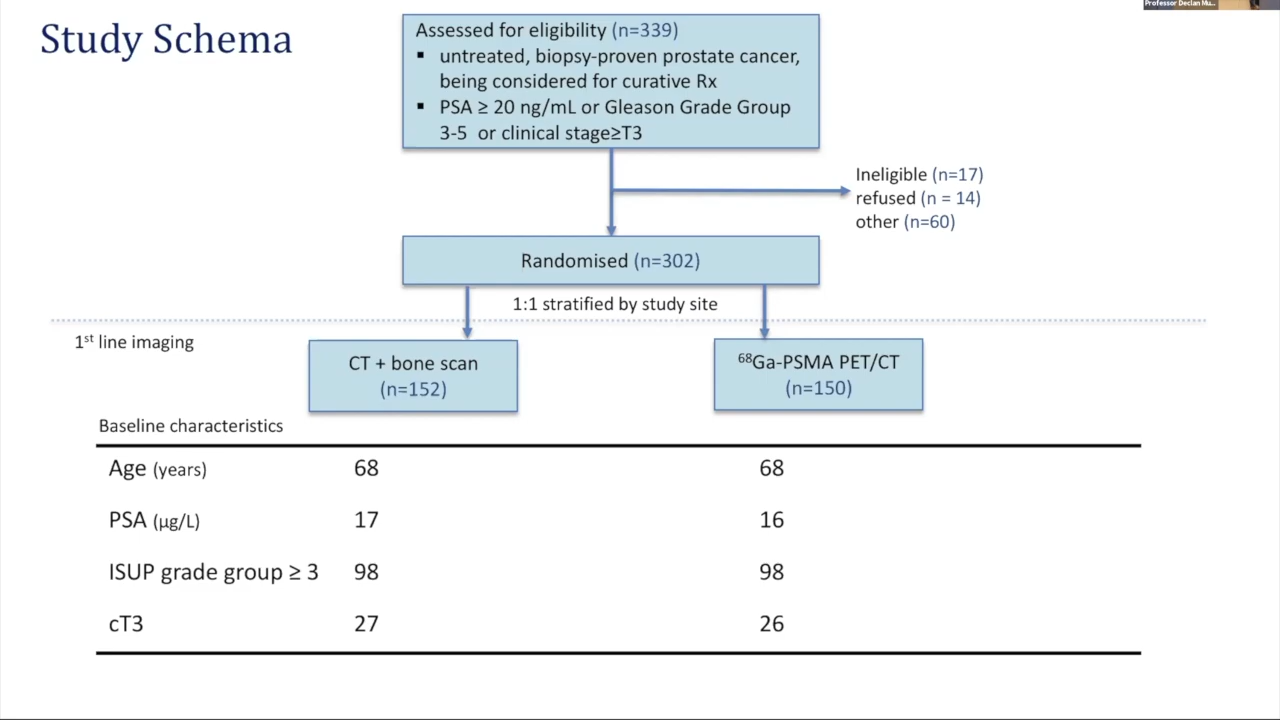 Professor Declan Mu...
Study Schema
Assessed for eligibility (n=339)
▪ untreated, biopsy-proven prostate cancer,
being considered for curative Rx
▪ PSA ≥ 20 ng/mL or Gleason Grade Group
3-5 or clinical stage≥T3
Ineligible (n=17)
refused (n = 14)
other (n=60)
Randomised (n=302)
1:1 stratified by study site
1st line imaging
CT + bone scan
(n=152)
68Ga-PSMA PET/CT
(n=150)
Baseline characteristics
Age (years) 68 68
PSA (µg/L) 17 16
ISUP grade group ≥ 3 98 98
cT3 27 26